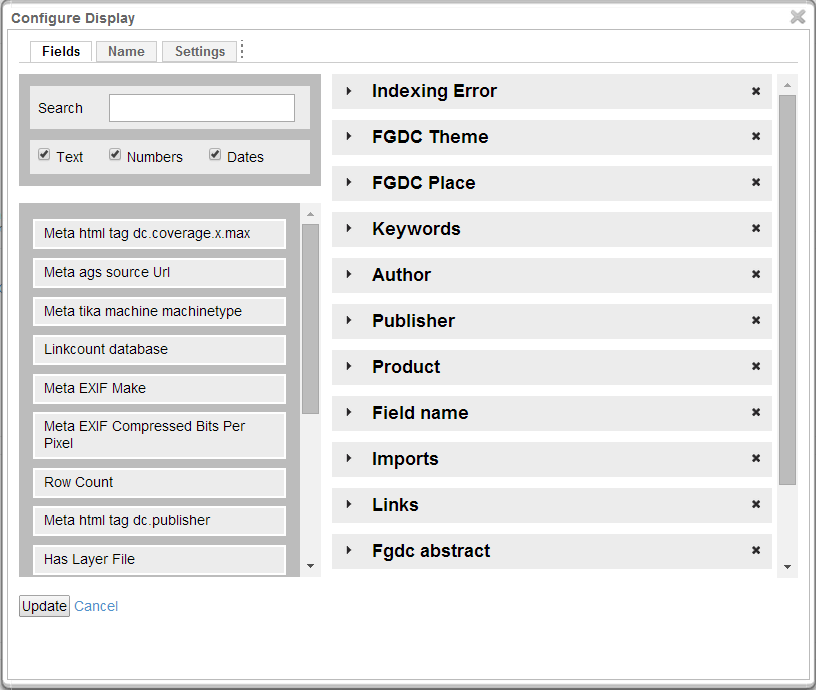 Configure Display
Fields Name Settings
Search
Text Numbers Dates
Meta html tag dc.coverage.x.max
Meta ags source Url
Meta tika machine machinetype
Linkcount database
Meta EXIF Make
Meta EXIF Compressed Bits Per
Pixel
Row Count
Meta html tag dc.publisher
Has Layer File
Indexing Error
FGDC Theme
FGDC Place
Keywords
Author
Publisher
Product
Field name
Imports
Links
Fgdc abstract
Update Cancel